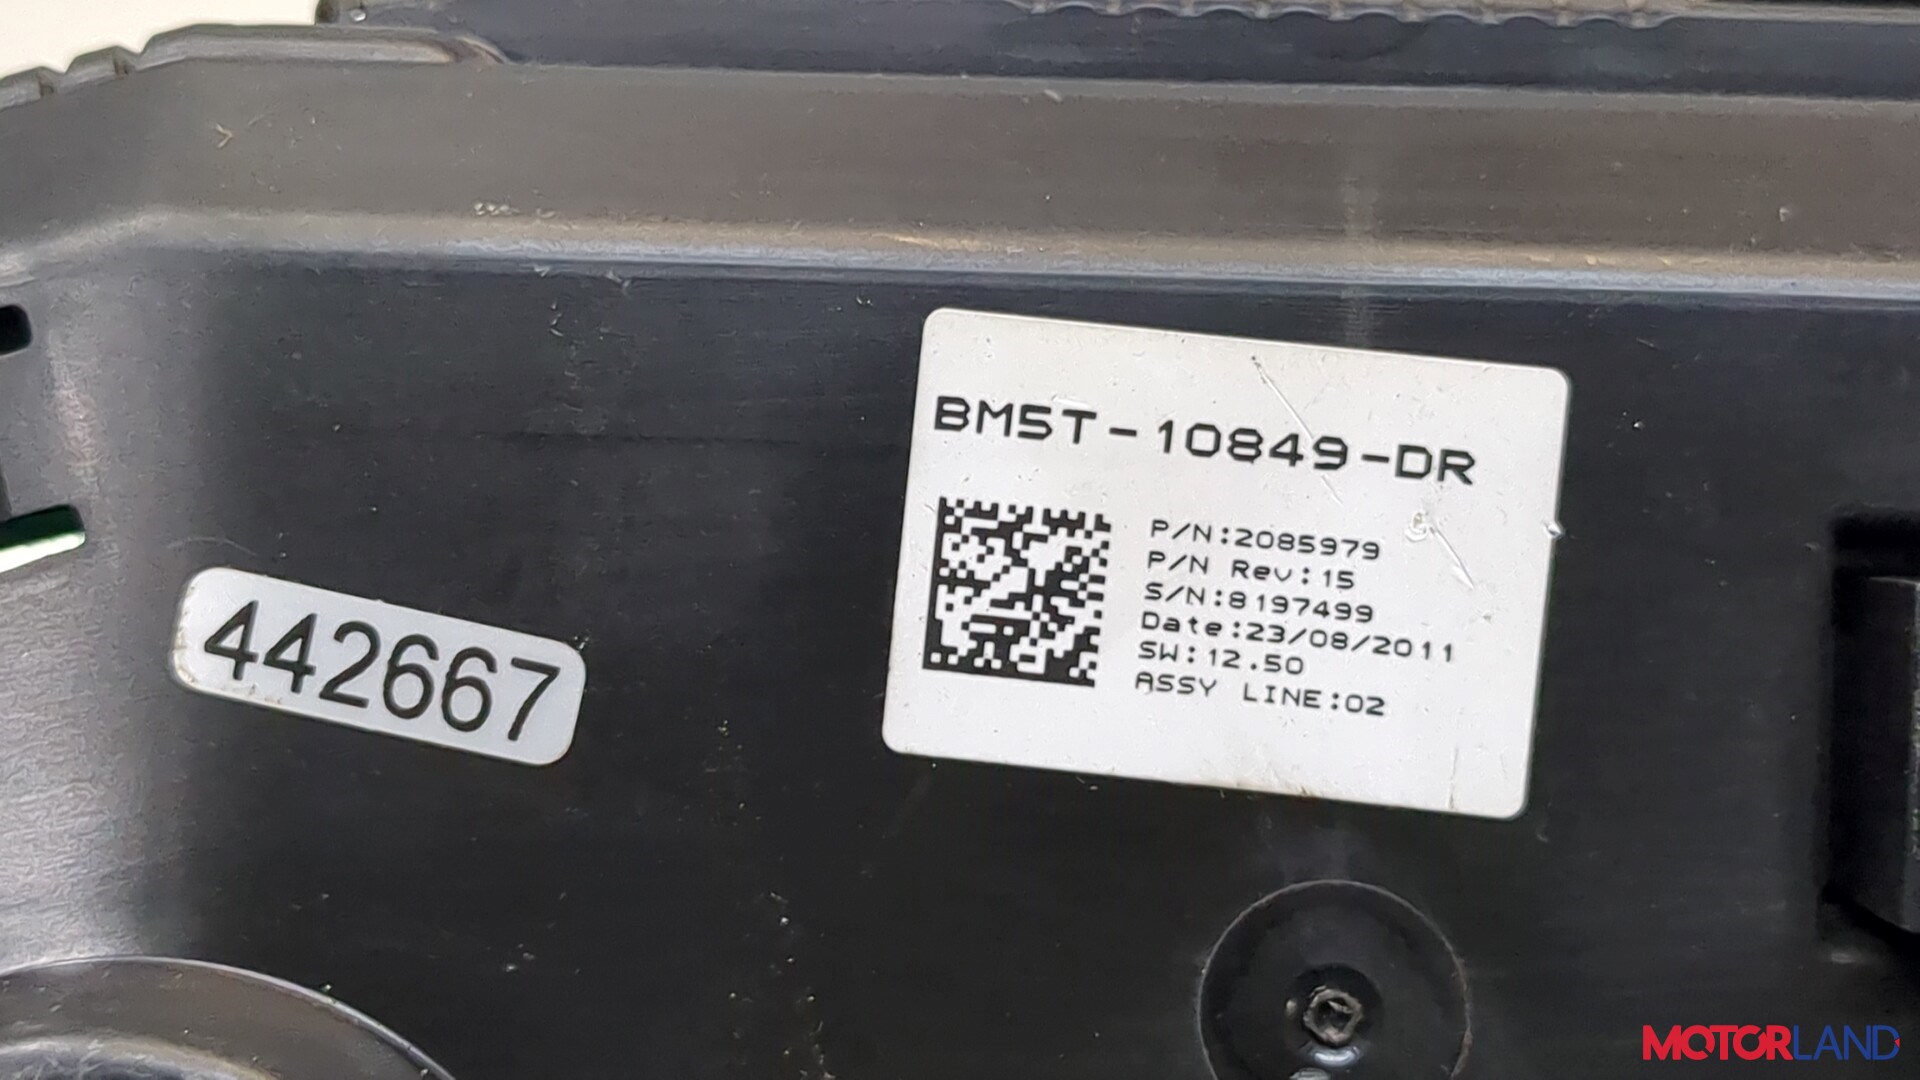 BM5T-10849-DR
P/N:2085979
P/N Rev:15
S/N:8197499
Date:23/08/2011
SW:12.50
ASSY LINE:02
442667
MOTORLAND